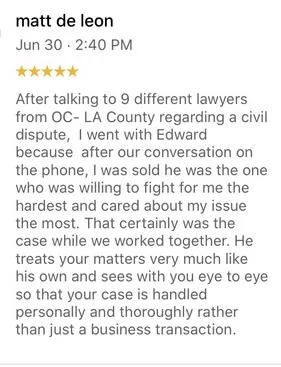 matt de leon
Jun 30 · 2:40 PM
★★★★★
After talking to 9 different lawyers
from OC- LA County regarding a civil
dispute,  I went with Edward
because  after our conversation on
the phone, I was sold he was the one
who was willing to fight for me the
hardest and cared about my issue
the most. That certainly was the
case while we worked together. He
treats your matters very much like
his own and sees with you eye to eye
so that your case is handled
personally and thoroughly rather
than just a business transaction.